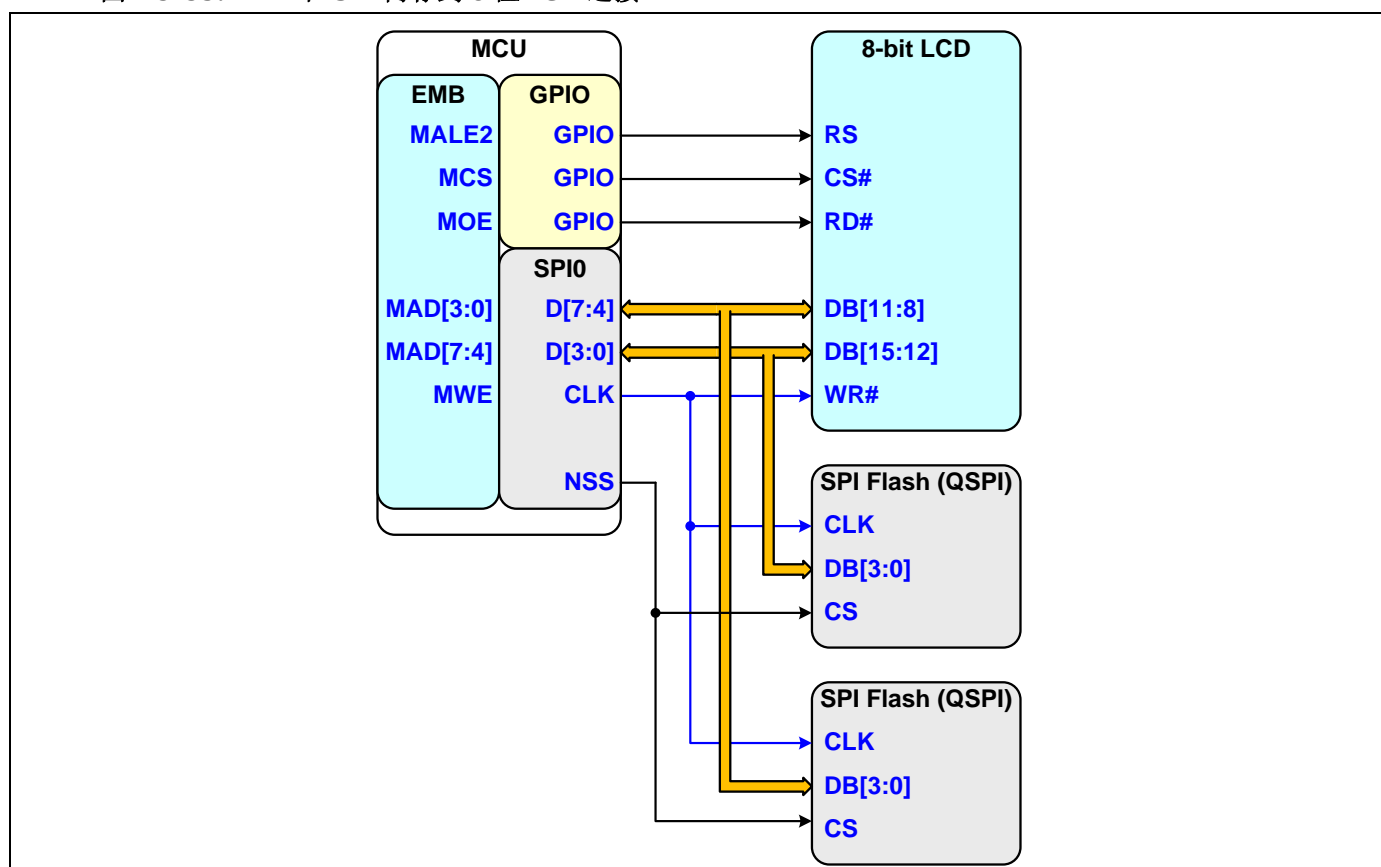 MCU
EMB
GPIO
MALE2
GPIO
MCS
GPIO
MOE
GPIO
SPI0
MAD[3:0]
D[7:4]
MAD[7:4]
D[3:0]
MWE
CLK
NSS
8-bit LCD
RS
CS#
RD#
DB[11:8]
DB[15:12]
WR#
SPI Flash (QSPI)
CLK
DB[3:0]
CS
SPI Flash (QSPI)
CLK
DB[3:0]
CS